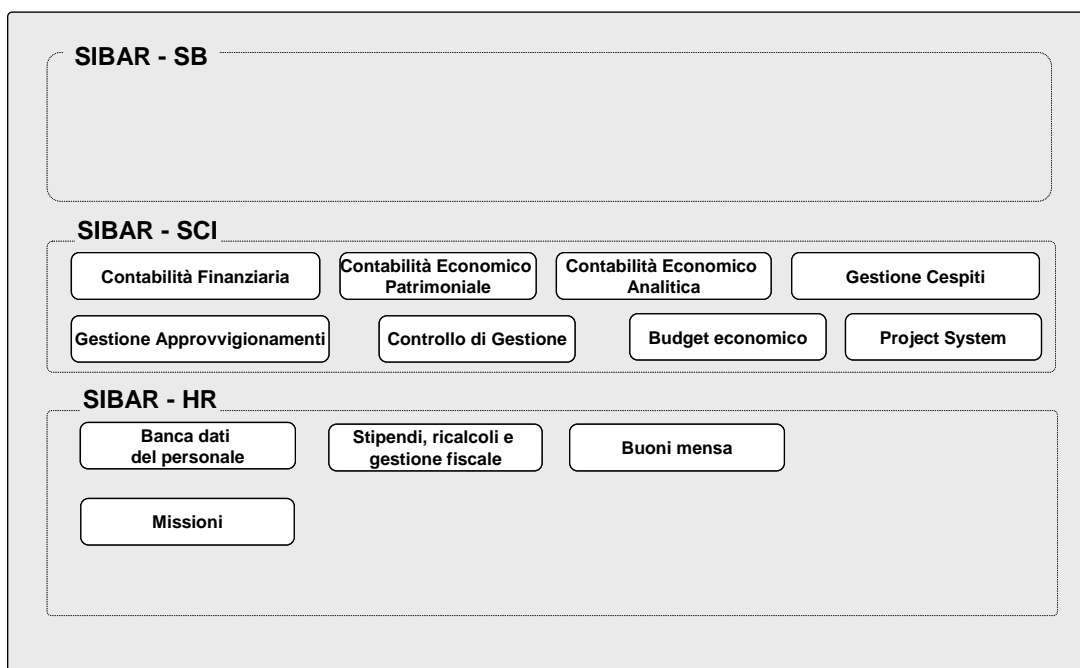 SIBAR - SB
SIBAR - SCI
Contabilità Finanziaria
Contabilità Economico
Patrimoniale
Contabilità Economico
Analitica
Gestione Cespiti
Gestione Approvvigionamenti
Controllo di Gestione
Budget economico
Project System
SIBAR - HR
Banca dati
del personale
Stipendi, ricalcoli e
gestione fiscale
Buoni mensa
Missioni